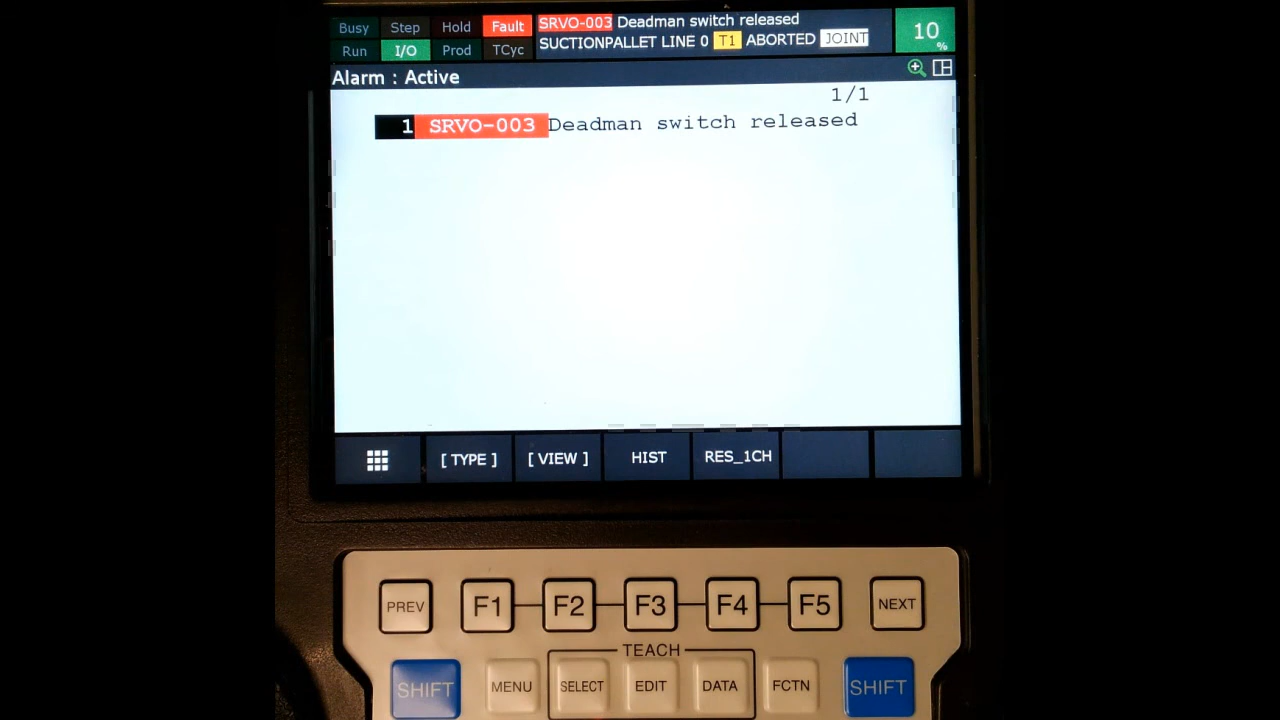 Busy Step Hold Fault SRVO-003 Deadman switch released 10
Run I/O Prod TCyc SUCTIONPALLET LINE 0 T1 ABORTED JOINT %
Alarm : Active
1/1
1 SRVO-003 Deadman switch released
[ TYPE ] [ VIEW ] HIST RES_1CH
PREV F1 F2 F3 F4 F5 NEXT
TEACH
SHIFT MENU SELECT EDIT DATA FCTN SHIFT